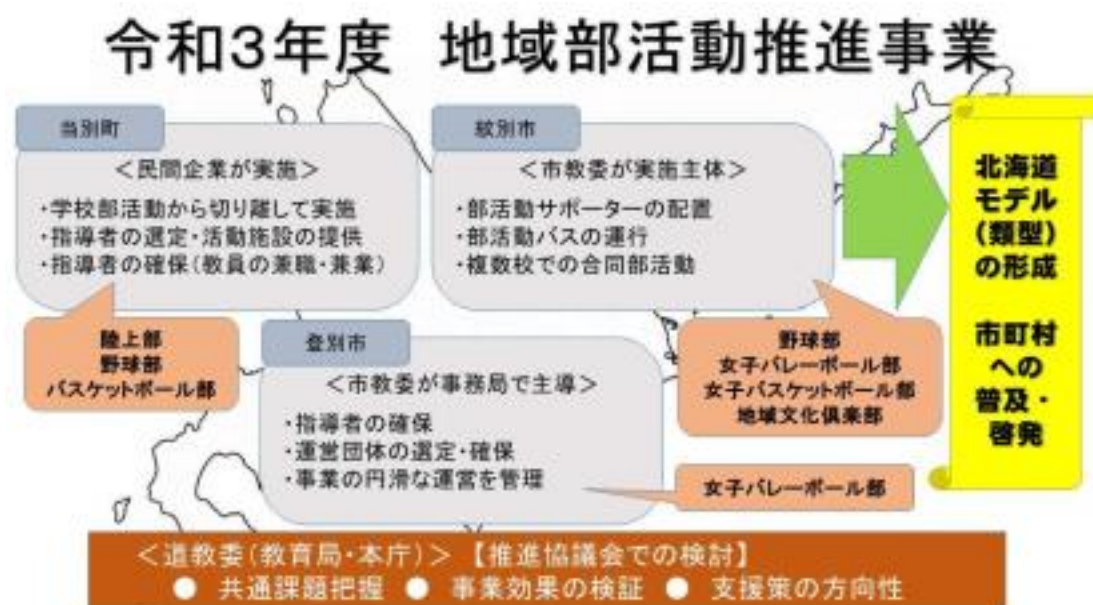 令和3年度 地域部活動推進事業
当別町
<民間企業が実施>
・学校部活動から切り離して実施
・指導者の選定・活動施設の提供
・指導者の確保(教員の兼職・兼業)
陸上部
野球部
バスケットボール部
紋別市
<市教委が実施主体>
・部活動サポーターの配置
・部活動バスの運行
・複数校での合同部活動
野球部
女子バレーボール部
女子バスケットボール部
地域文化倶楽部
登別市
<市教委が事務局で主導>
・指導者の確保
・運営団体の選定・確保
・事業の円滑な運営を管理
女子バレーボール部
北海道
モデル
(類型)
の形成
市町村
への
普及・
啓発
<道教委(教育局・本庁)> 【推進協議会での検討】
● 共通課題把握 ● 事業効果の検証 ● 支援策の方向性